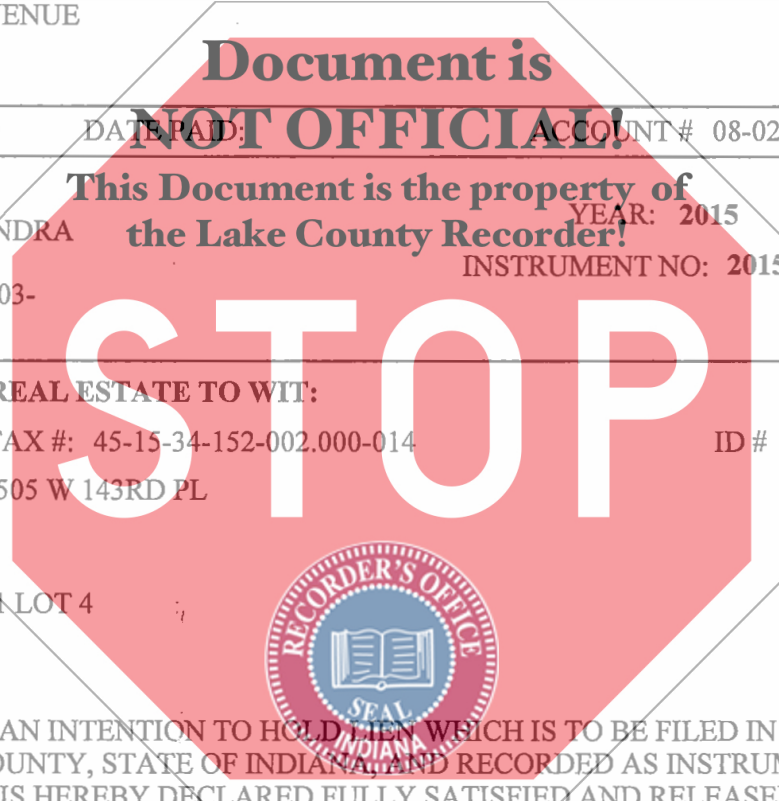 ENUE
Document is
NOT OFFICIAL!
DATE PAID: ACCOUNT # 08-02
This Document is the property of
YEAR: 2015
NDRA
the Lake County Recorder!
INSTRUMENT NO: 2015
03-
STOP
REAL ESTATE TO WIT:
TAX #: 45-15-34-152-002.000-014 ID #
505 W 143RD PL
LOT 4
RECORDER'S OFFICE
SEAL
INDIANA
AN INTENTION TO HOLD LIEN WHICH IS TO BE FILED IN
OUNTY, STATE OF INDIANA, AND RECORDED AS INSTRUM
IS HEREBY DECLARED FULLY SATISFIED AND RELEASE